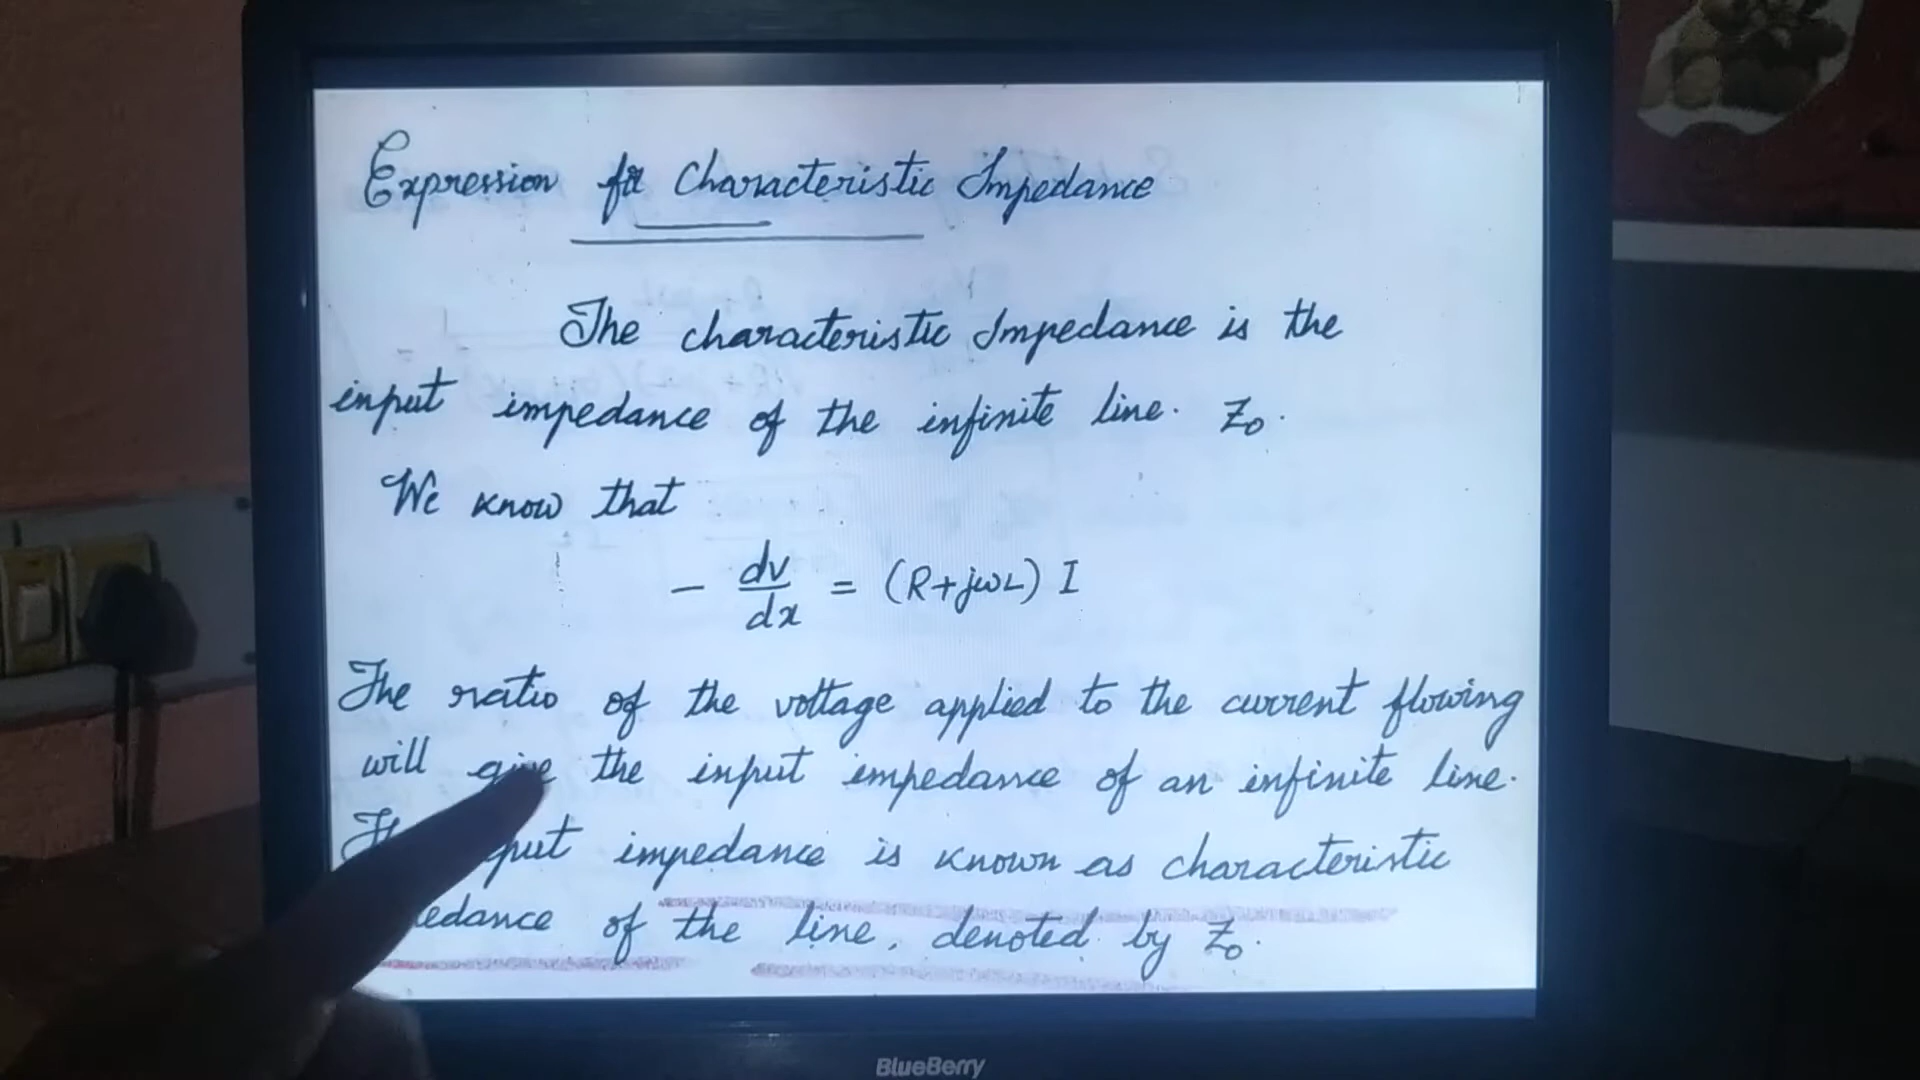 Expression for Characteristic Impedance
The characteristic Impedance is the
input impedance of the infinite line. Z₀.
We know that
- dv/dx = (R+jωL) I
The ratio of the voltage applied to the current flowing
will give the input impedance of an infinite line.
impedance is known as characteristic
of the line, denoted by Z₀.
BlueBerry